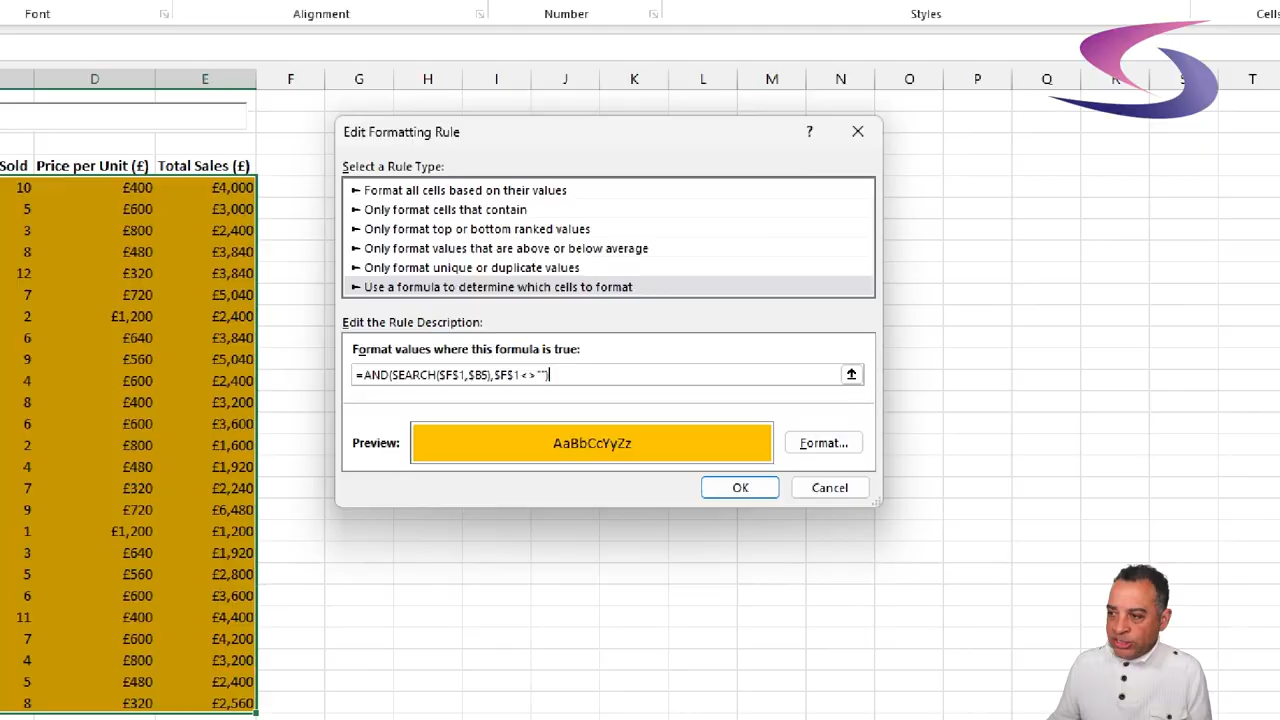 Font Alignment Number Styles Cells
D E F G H I J K L M N O P Q R S T
Sold Price per Unit (£) Total Sales (£)
10 £400 £4,000
5 £600 £3,000
3 £800 £2,400
8 £480 £3,840
12 £320 £3,840
7 £720 £5,040
2 £1,200 £2,400
6 £640 £3,840
9 £560 £5,040
4 £600 £2,400
8 £400 £3,200
6 £600 £3,600
2 £800 £1,600
4 £480 £1,920
7 £320 £2,240
9 £720 £6,480
1 £1,200 £1,200
3 £640 £1,920
5 £560 £2,800
6 £600 £3,600
11 £400 £4,400
7 £600 £4,200
4 £800 £3,200
5 £480 £2,400
8 £320 £2,560
Edit Formatting Rule ?
Select a Rule Type:
► Format all cells based on their values
► Only format cells that contain
► Only format top or bottom ranked values
► Only format values that are above or below average
► Only format unique or duplicate values
► Use a formula to determine which cells to format
Edit the Rule Description:
Format values where this formula is true:
=AND(SEARCH($F$1,$B5),$F$1<>"")
Preview: AaBbCcYyZz Format...
OK Cancel